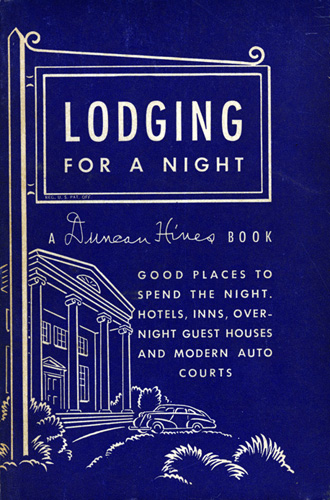 LODGING
FOR A NIGHT
REG. U. S. PAT. OFF
A Duncan Hines BOOK
GOOD PLACES TO
SPEND THE NIGHT.
HOTELS, INNS, OVER-
NIGHT GUEST HOUSES
AND MODERN AUTO
COURTS